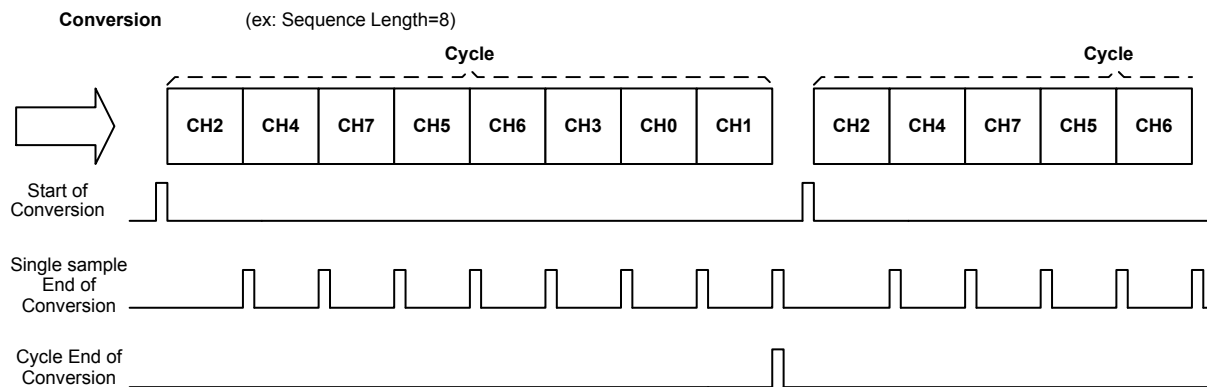 Conversion (ex: Sequence Length=8)
Cycle Cycle
CH2 CH4 CH7 CH5 CH6 CH3 CH0 CH1 CH2 CH4 CH7 CH5 CH6
Start of
Conversion
Single sample
End of
Conversion
Cycle End of
Conversion